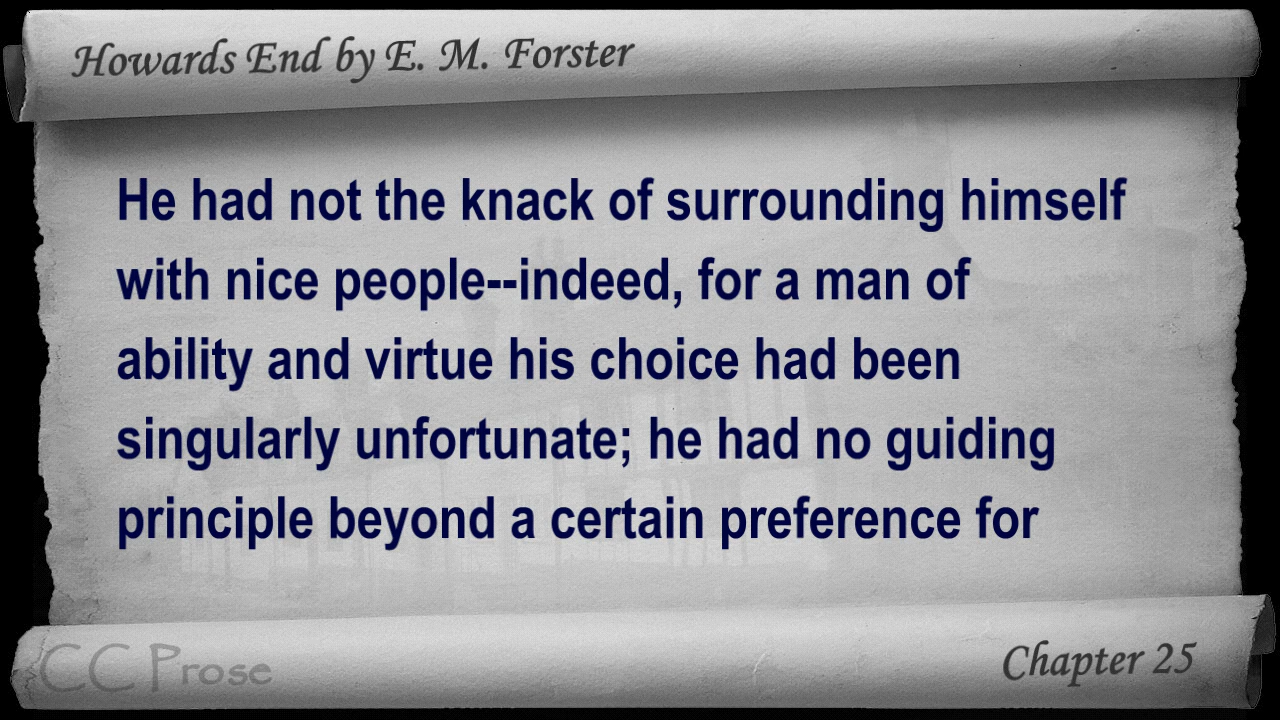 Howards End by E. M. Forster
He had not the knack of surrounding himself
with nice people--indeed, for a man of
ability and virtue his choice had been
singularly unfortunate; he had no guiding
principle beyond a certain preference for
CC Prose
Chapter 25